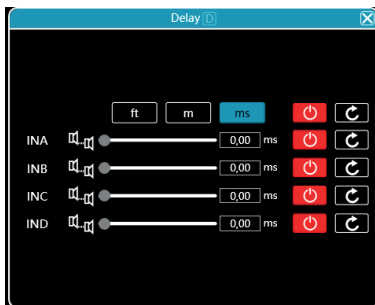 Delay D
ft m ms
INA 0,00 ms
INB 0,00 ms
INC 0,00 ms
IND 0,00 ms